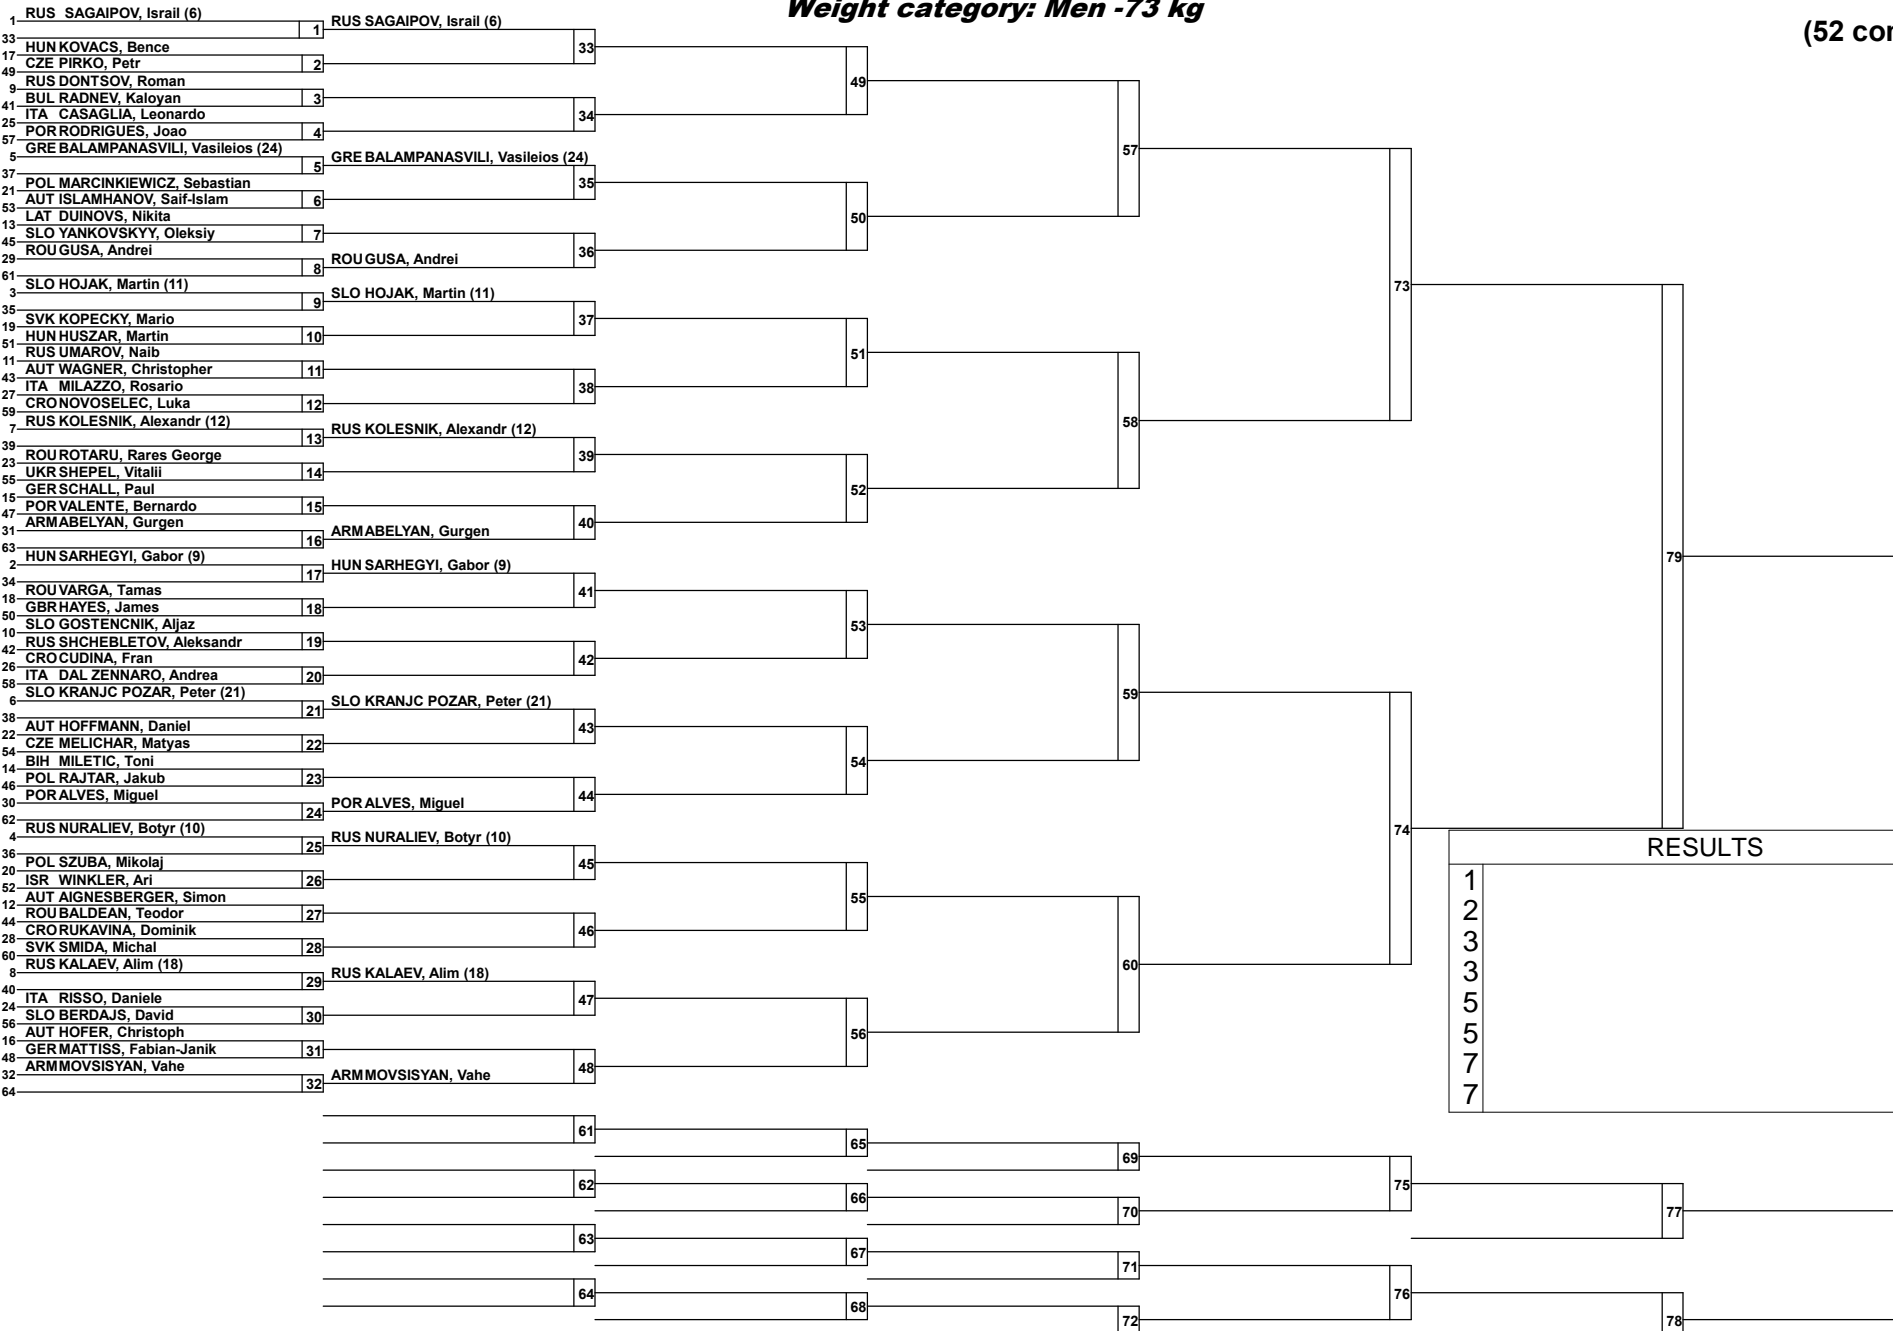 Weight category: Men -73 kg
(52 con
1 RUS SAGAIPOV, Israil (6)
1 RUS SAGAIPOV, Israil (6)
33
33
17 HUN KOVACS, Bence
49 CZE PIRKO, Petr
2
9 RUS DONTSOV, Roman
49
41 BUL RADNEV, Kaloyan
3
25 ITA CASAGLIA, Leonardo
34
57 POR RODRIGUES, Joao
4
5 GRE BALAMPANASVILI, Vasileios (24)
57
5 GRE BALAMPANASVILI, Vasileios (24)
37
35
21 POL MARCINKIEWICZ, Sebastian
53 AUT ISLAMHANOV, Saif-Islam
6
13 LAT DUINOVS, Nikita
50
45 SLO YANKOVSKYY, Oleksiy
7
29 ROU GUSA, Andrei
36
8 ROU GUSA, Andrei
61
3 SLO HOJAK, Martin (11)
73
9 SLO HOJAK, Martin (11)
35
37
19 SVK KOPECKY, Mario
51 HUN HUSZAR, Martin
10
11 RUS UMAROV, Naib
51
43 AUT WAGNER, Christopher
11
27 ITA MILAZZO, Rosario
38
59 CRO NOVOSELEC, Luka
12
7 RUS KOLESNIK, Alexandr (12)
58
13 RUS KOLESNIK, Alexandr (12)
39
39
23 ROU ROTARU, Rares George
55 UKR SHEPEL, Vitalii
14
15 GER SCHALL, Paul
52
47 POR VALENTE, Bernardo
15
31 ARM ABELYAN, Gurgen
40
16 ARM ABELYAN, Gurgen
63
2 HUN SARHEGYI, Gabor (9)
79
17 HUN SARHEGYI, Gabor (9)
34
41
18 ROU VARGA, Tamas
50 GBR HAYES, James
18
10 SLO GOSTENCNIK, Aljaz
53
42 RUS SHCHEBLETOV, Aleksandr
19
26 CRO CUDINA, Fran
42
58 ITA DAL ZENNARO, Andrea
20
6 SLO KRANJC POZAR, Peter (21)
59
21 SLO KRANJC POZAR, Peter (21)
38
43
22 AUT HOFFMANN, Daniel
54 CZE MELICHAR, Matyas
22
14 BIH MILETIC, Toni
54
46 POL RAJTAR, Jakub
23
30 POR ALVES, Miguel
44
24 POR ALVES, Miguel
62
4 RUS NURALIEV, Botyr (10)
74
25 RUS NURALIEV, Botyr (10)
36
45
20 POL SZUBA, Mikolaj
52 ISR WINKLER, Ari
26
12 AUT AIGNESBERGER, Simon
55
44 ROU BALDEAN, Teodor
27
28 CRO RUKAVINA, Dominik
46
60 SVK SMIDA, Michal
28
8 RUS KALAEV, Alim (18)
60
29 RUS KALAEV, Alim (18)
40
47
24 ITA RISSO, Daniele
56 SLO BERDAJS, David
30
16 AUT HOFER, Christoph
56
48 GER MATTISS, Fabian-Janik
31
32 ARM MOVSISYAN, Vahe
48
32 ARM MOVSISYAN, Vahe
64
RESULTS
1
2
3
3
5
5
7
7
61
65
69
62
75
66
70
77
63
67
71
64
76
68
72
78